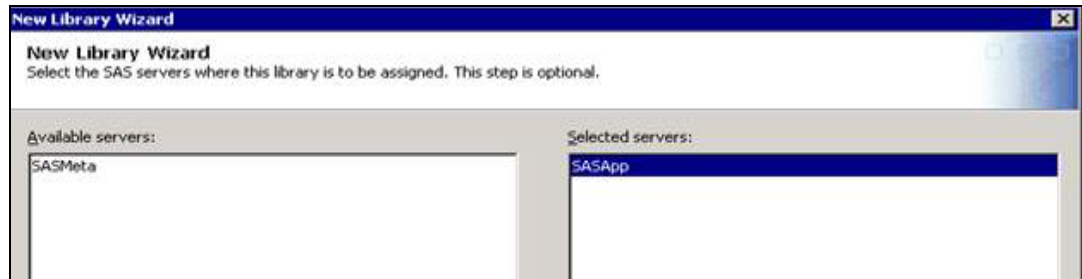 New Library Wizard
New Library Wizard
Select the SAS servers where this library is to be assigned. This step is optional.
Available servers:
Selected servers:
SASMeta
SASApp